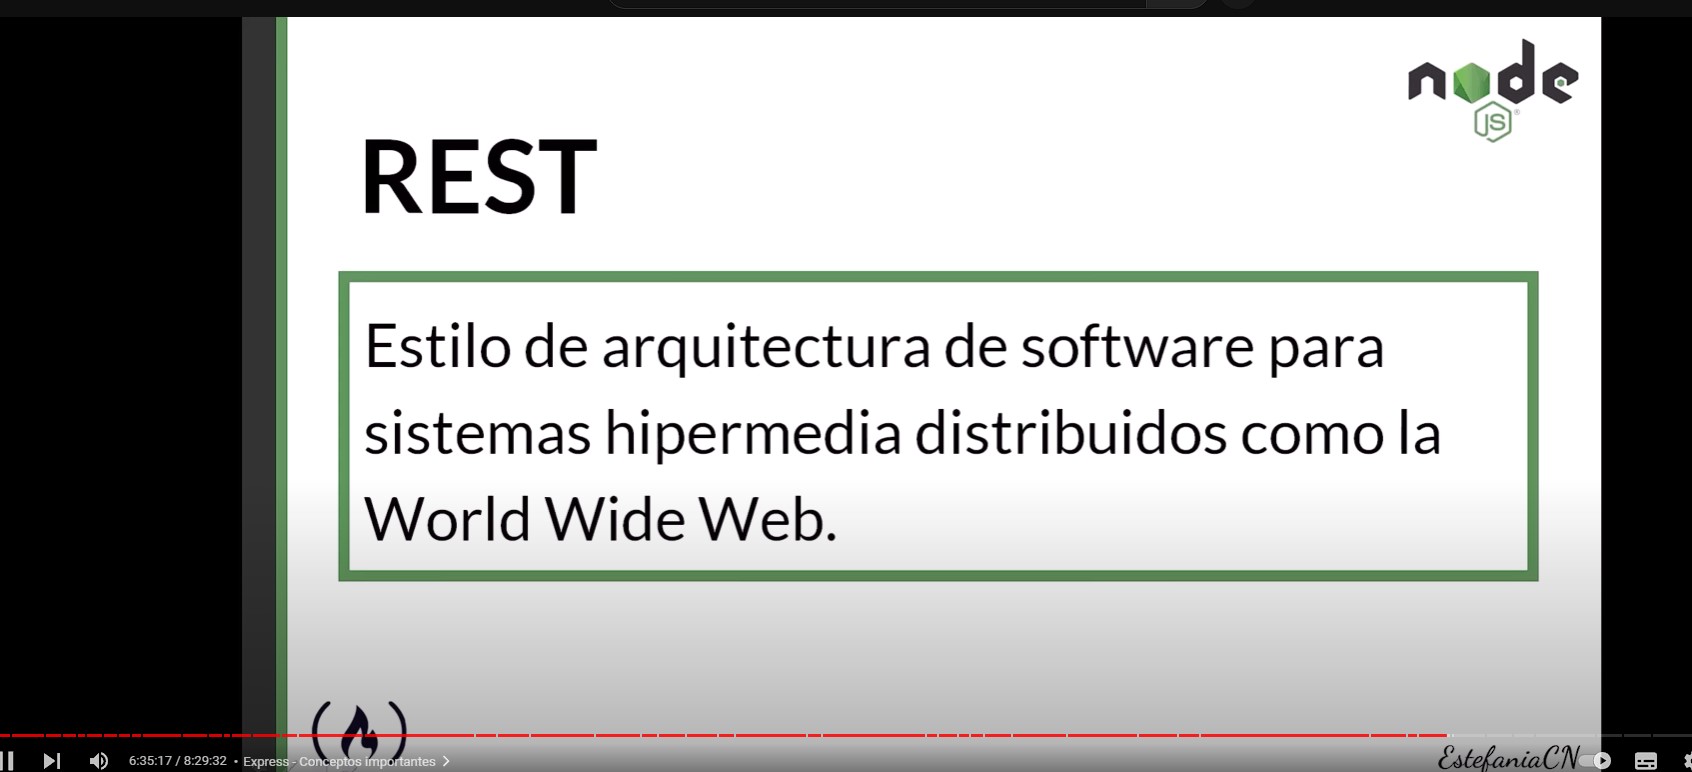 node
JS
REST
Estilo de arquitectura de software para
sistemas hipermedia distribuidos como la
World Wide Web.
6:35:17 / 8:29:32 • Express - Conceptos importantes
EstefaniaCN